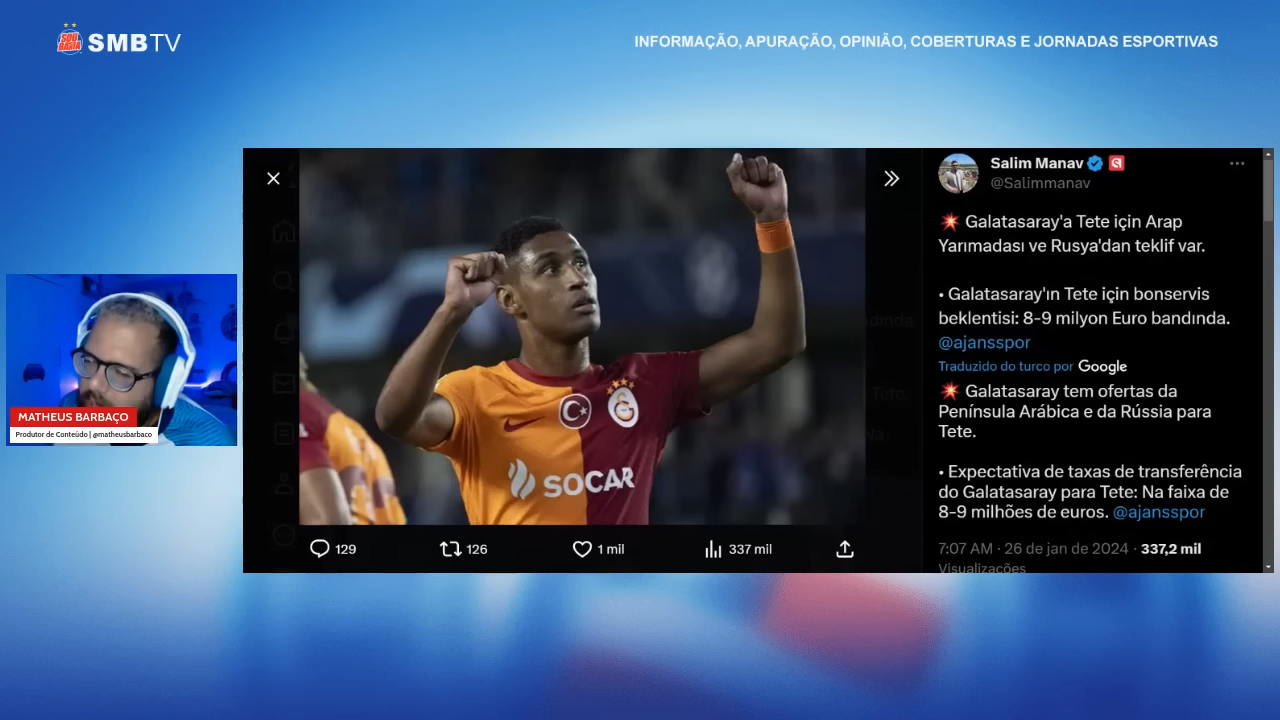 SMBTV
INFORMAÇÃO, APURAÇÃO, OPINIÃO, COBERTURAS E JORNADAS ESPORTIVAS
Salim Manav
@Salimmanav
💥 Galatasaray'a Tete için Arap
Yarımadası ve Rusya'dan teklif var.
• Galatasaray'ın Tete için bonservis
beklentisi: 8-9 milyon Euro bandında.
@ajansspor
Traduzido do turco por Google
💥 Galatasaray tem ofertas da
Península Arábica e da Rússia para
Tete.
• Expectativa de taxas de transferência
do Galatasaray para Tete: Na faixa de
8-9 milhões de euros. @ajansspor
7:07 AM · 26 de jan de 2024 · 337,2 mil
Visualizações
SOCAR
129
126
1 mil
337 mil
MATHEUS BARBAÇO
Produtor de Conteúdo | @matheusbarbaco